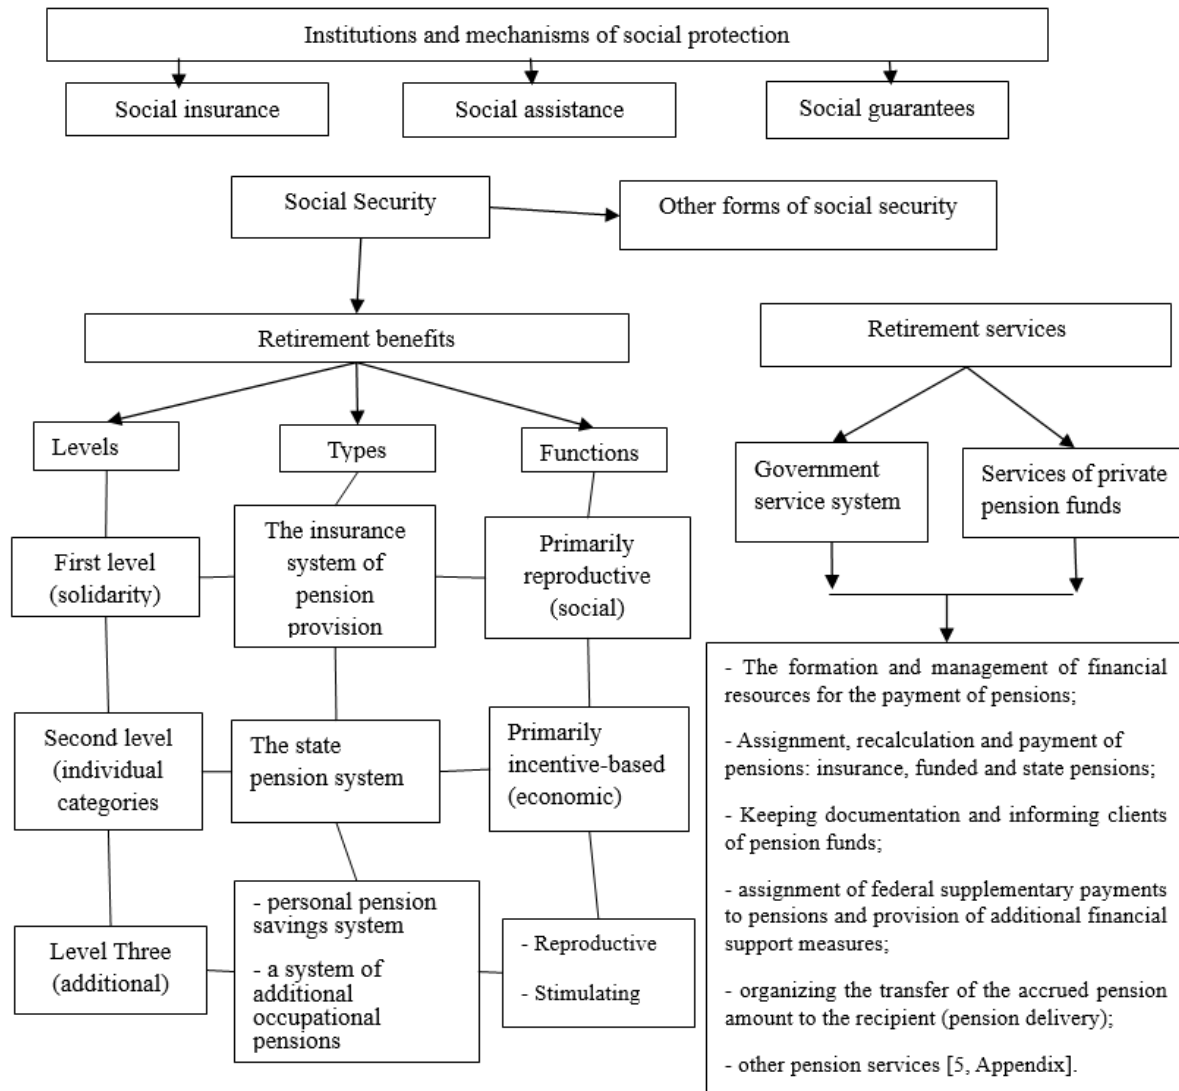 Institutions and mechanisms of social protection
Social insurance
Social assistance
Social guarantees
Social Security
Other forms of social security
Retirement benefits
Retirement services
Levels
Types
Functions
Government
service system
Services of private
pension funds
First level
(solidarity)
The insurance
system of
pension
provision
Primarily
reproductive
(social)
Second level
(individual
categories
The state
pension system
Primarily
incentive-based
(economic)
Level Three
(additional)
- personal pension
savings system
- a system of
additional
occupational
pensions
- Reproductive
- Stimulating
- The formation and management of financial
resources for the payment of pensions;
- Assignment, recalculation and payment of
pensions: insurance, funded and state pensions;
- Keeping documentation and informing clients
of pension funds;
- assignment of federal supplementary payments
to pensions and provision of additional financial
support measures;
- organizing the transfer of the accrued pension
amount to the recipient (pension delivery);
- other pension services [5, Appendix].